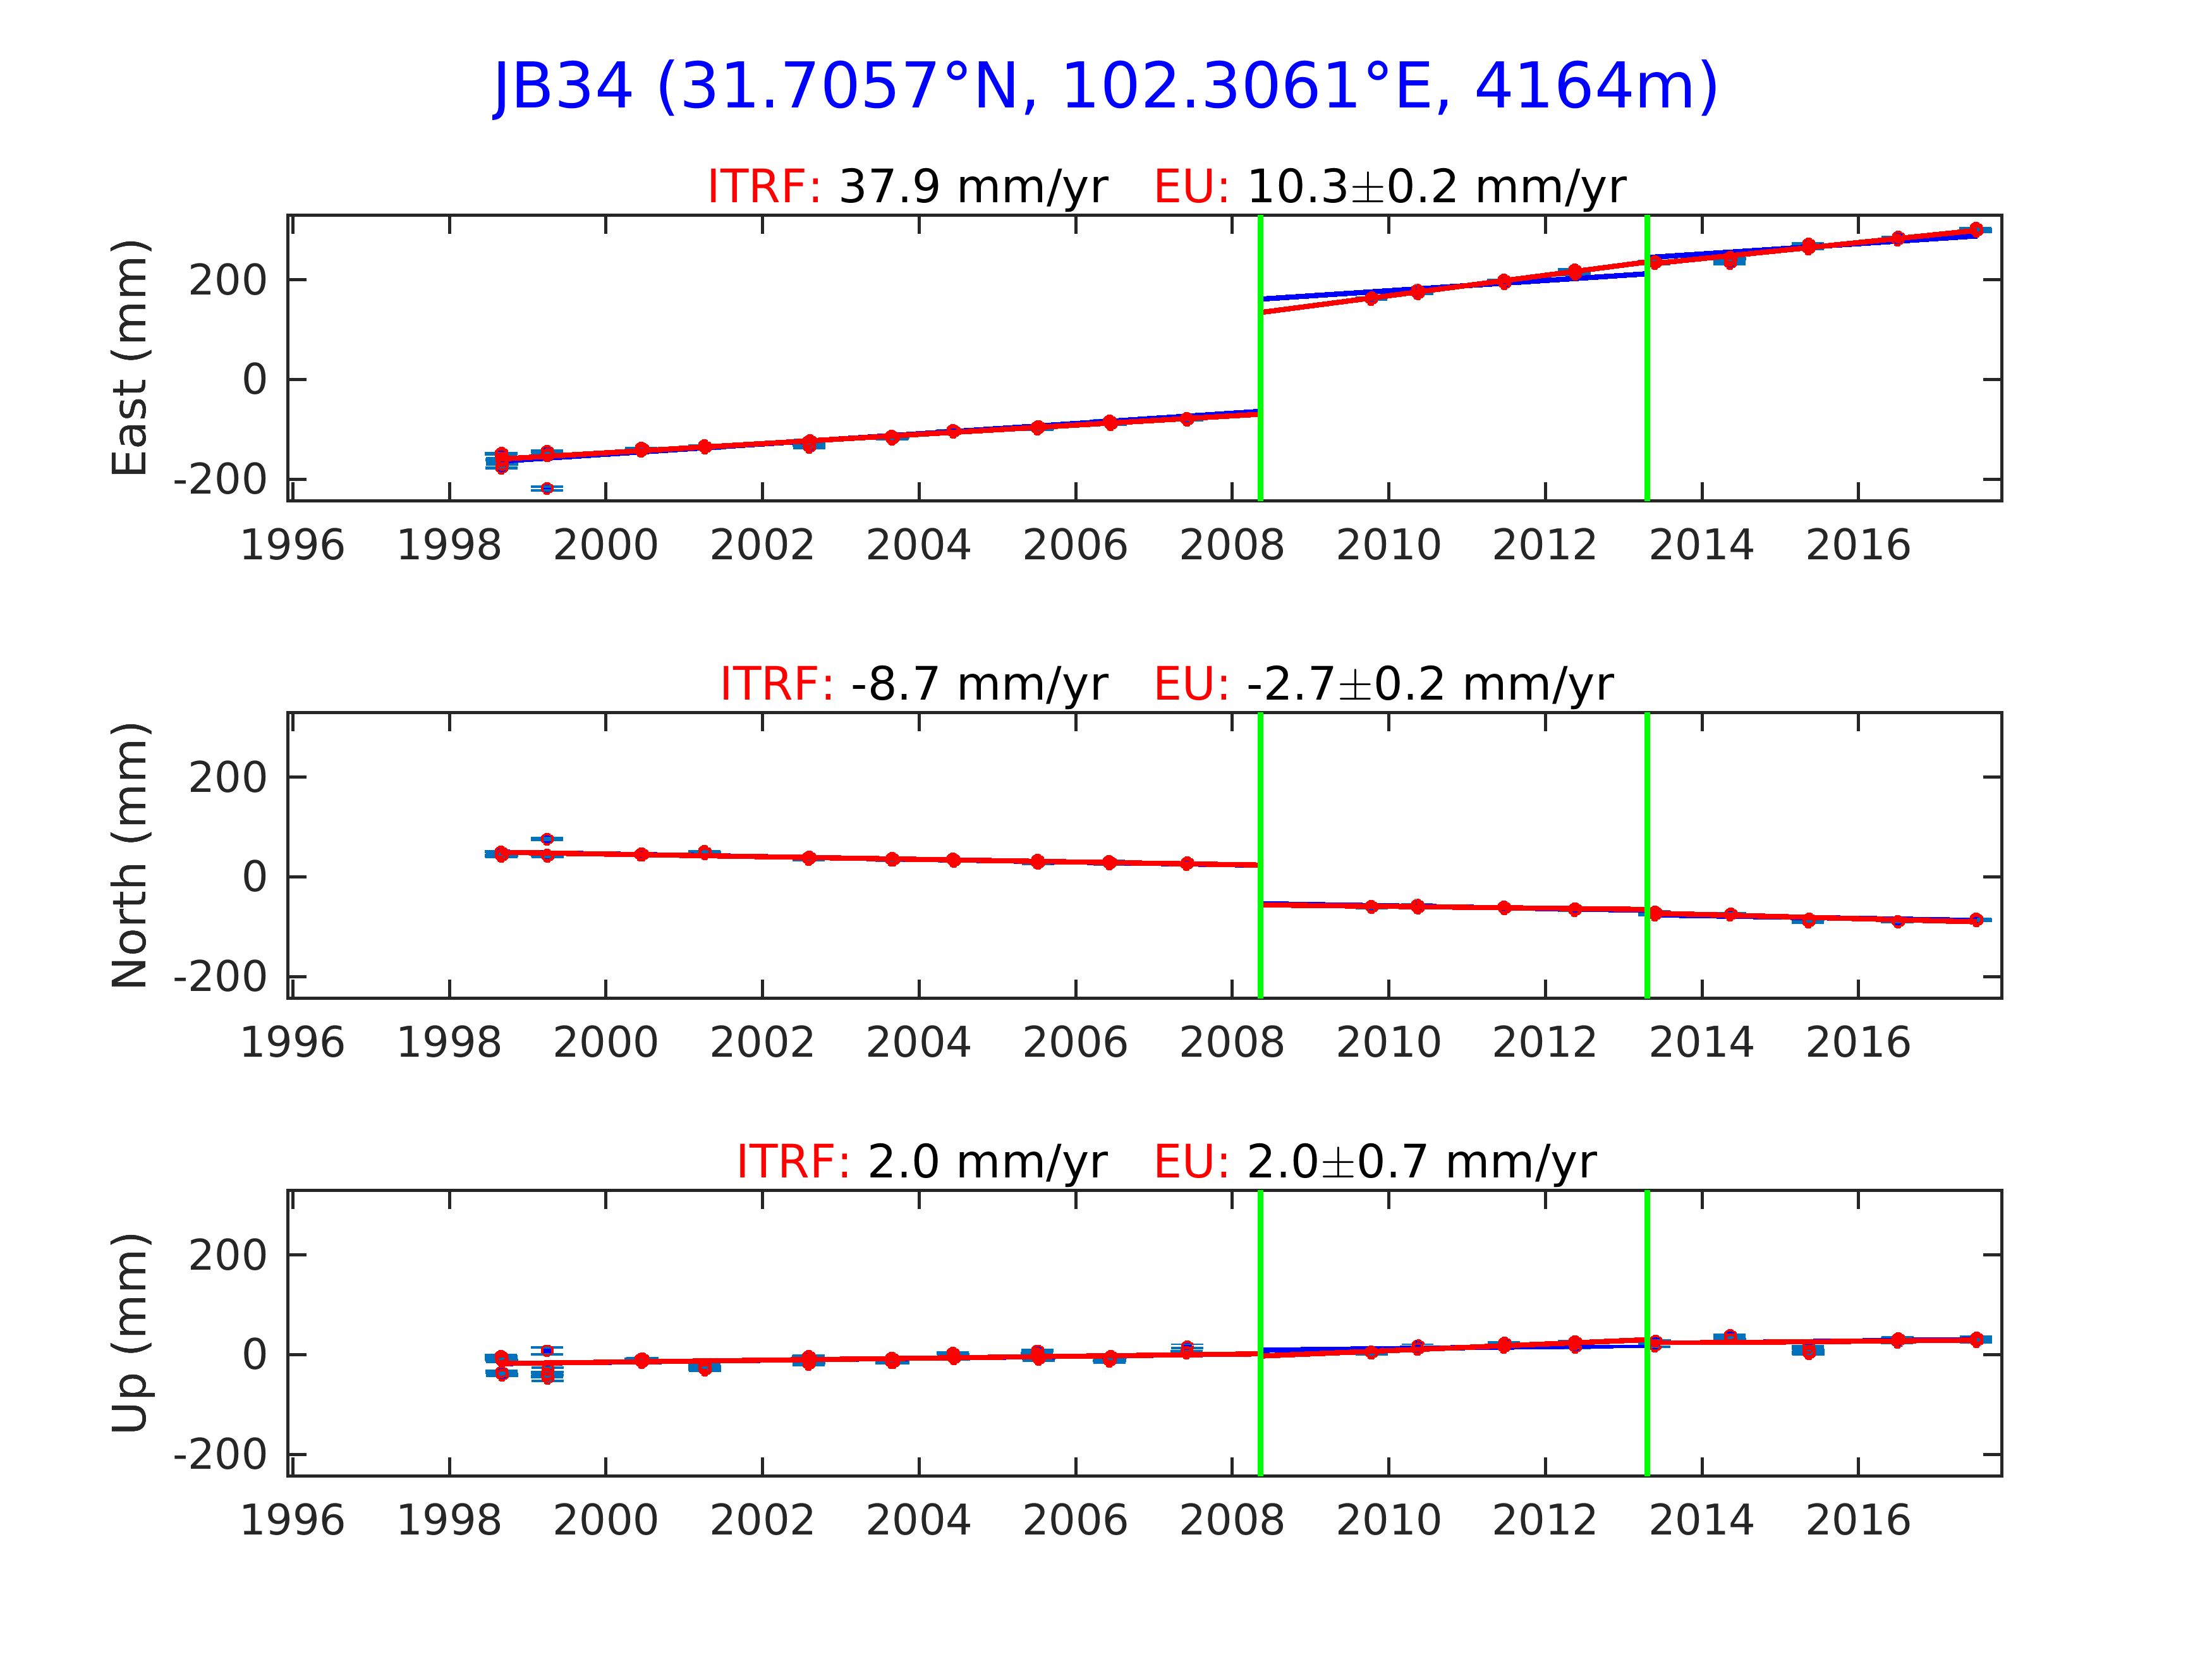 JB34 (31.7057°N, 102.3061°E, 4164m)
ITRF: 37.9 mm/yr EU: 10.3±0.2 mm/yr
East (mm)
200
0
-200
1996 1998 2000 2002 2004 2006 2008 2010 2012 2014 2016
ITRF: -8.7 mm/yr EU: -2.7±0.2 mm/yr
North (mm)
200
0
-200
1996 1998 2000 2002 2004 2006 2008 2010 2012 2014 2016
ITRF: 2.0 mm/yr EU: 2.0±0.7 mm/yr
Up (mm)
200
0
-200
1996 1998 2000 2002 2004 2006 2008 2010 2012 2014 2016